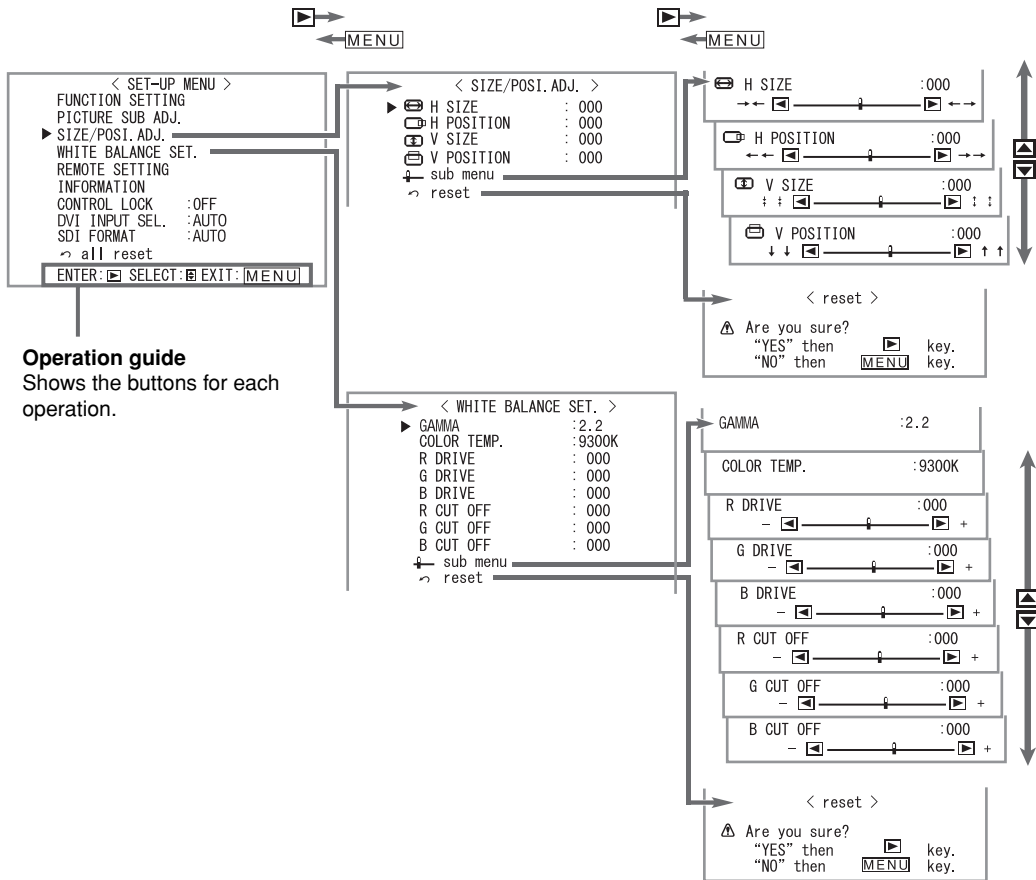 MENU
MENU
< SET-UP MENU >
FUNCTION SETTING
PICTURE SUB ADJ.
SIZE/POSI.ADJ.
WHITE BALANCE SET.
REMOTE SETTING
INFORMATION
CONTROL LOCK :OFF
DVI INPUT SEL. :AUTO
SDI FORMAT :AUTO
all reset
ENTER: SELECT: EXIT: MENU
Operation guide
Shows the buttons for each
operation.
< SIZE/POSI.ADJ. >
H SIZE : 000
H POSITION : 000
V SIZE : 000
V POSITION : 000
sub menu
reset
H SIZE :000
H POSITION :000
V SIZE :000
V POSITION :000
< reset >
Are you sure?
“YES” then key.
“NO” then MENU key.
< WHITE BALANCE SET. >
GAMMA :2.2
COLOR TEMP. :9300K
R DRIVE : 000
G DRIVE : 000
B DRIVE : 000
R CUT OFF : 000
G CUT OFF : 000
B CUT OFF : 000
sub menu
reset
GAMMA :2.2
COLOR TEMP. :9300K
R DRIVE :000
− +
G DRIVE :000
− +
B DRIVE :000
− +
R CUT OFF :000
− +
G CUT OFF :000
− +
B CUT OFF :000
− +
< reset >
Are you sure?
“YES” then key.
“NO” then MENU key.